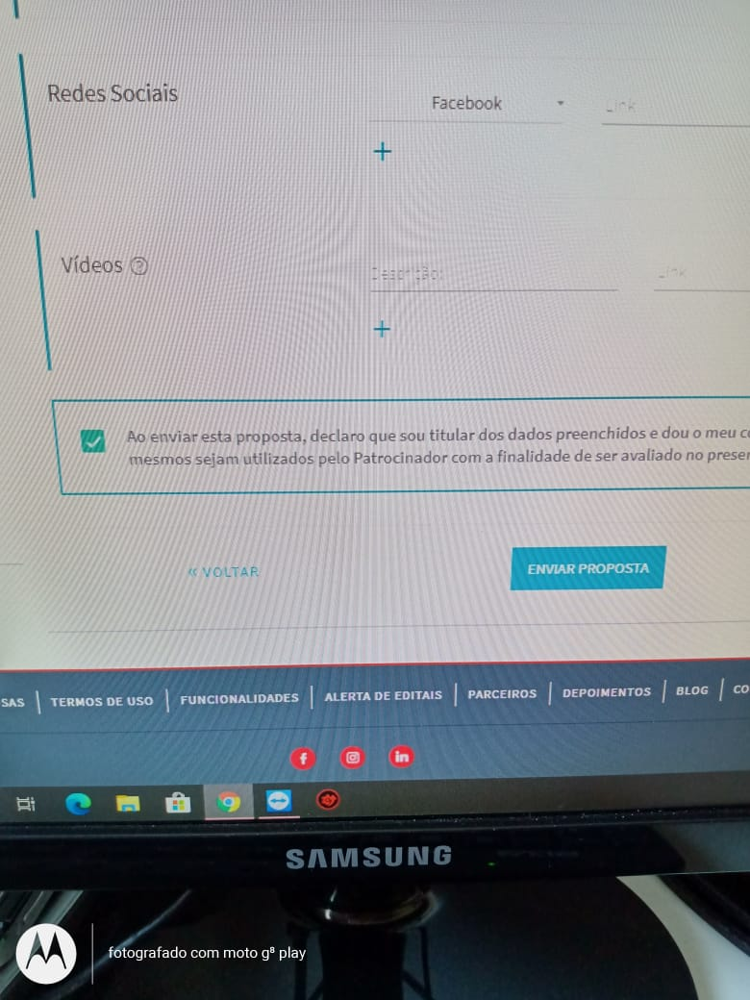 Redes Sociais
Facebook
Link
+
Vídeos ?
Descrição:
Link
+
Ao enviar esta proposta, declaro que sou titular dos dados preenchidos e dou o meu
mesmos sejam utilizados pelo Patrocinador com a finalidade de ser avaliado no
« VOLTAR
ENVIAR PROPOSTA
SAS | TERMOS DE USO | FUNCIONALIDADES | ALERTA DE EDITAIS | PARCEIROS | DEPOIMENTOS | BLOG | CO
f in
SAMSUNG
fotografado com moto g⁸ play